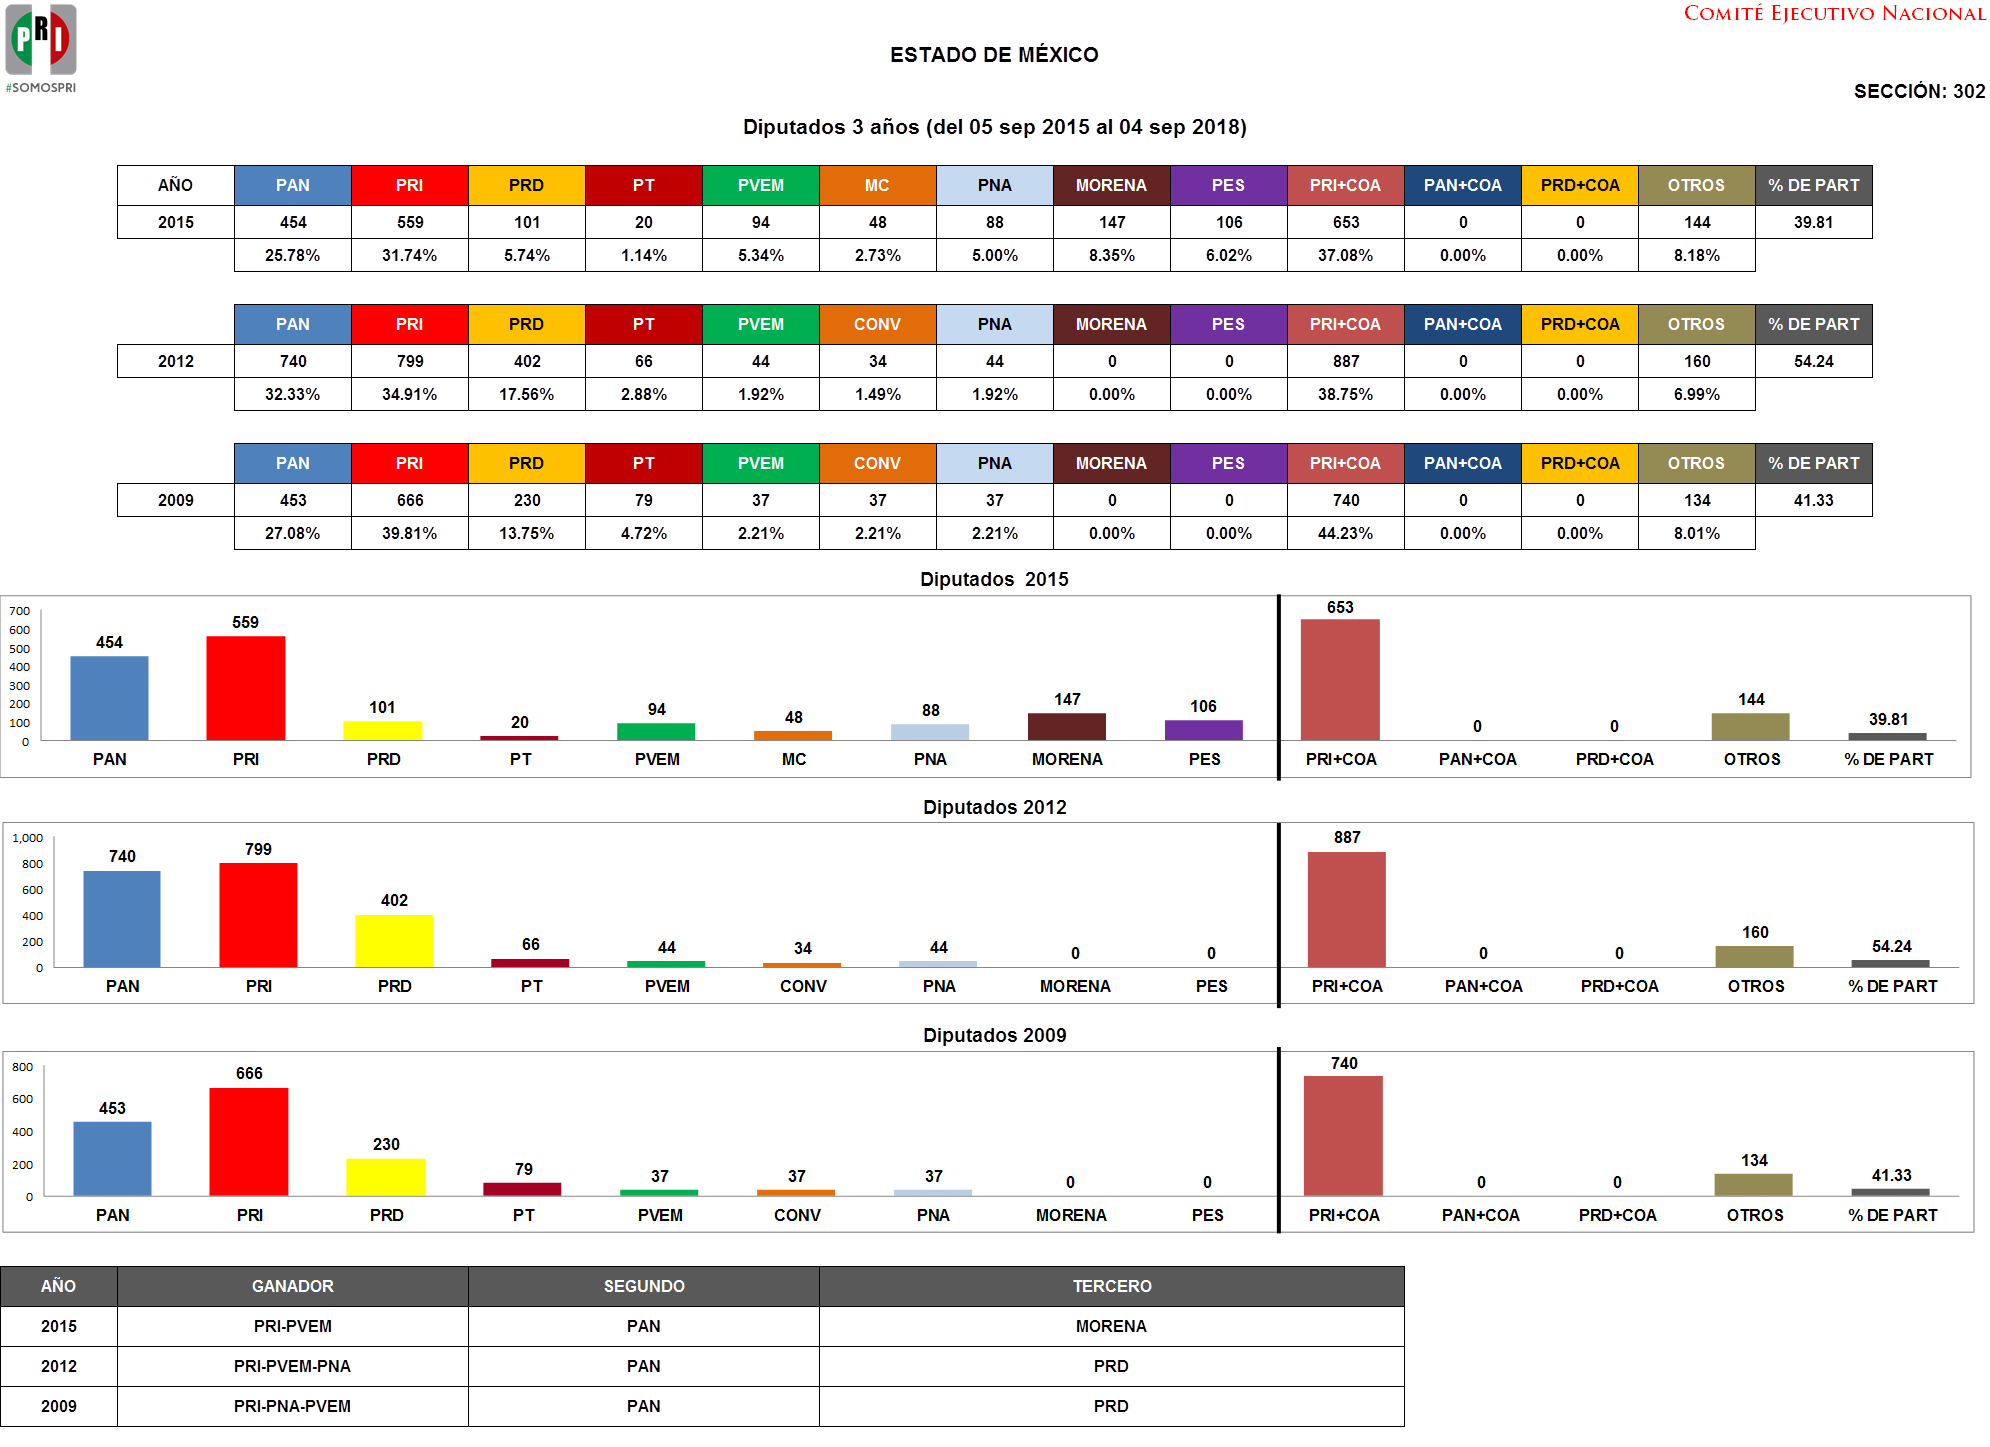 PRI
#SOMOSPRI
COMITÉ EJECUTIVO NACIONAL
ESTADO DE MÉXICO
SECCIÓN: 302
Diputados 3 años (del 05 sep 2015 al 04 sep 2018)
AÑO PAN PRI PRD PT PVEM MC PNA MORENA PES PRI+COA PAN+COA PRD+COA OTROS % DE PART
2015 454 559 101 20 94 48 88 147 106 653 0 0 144 39.81
25.78% 31.74% 5.74% 1.14% 5.34% 2.73% 5.00% 8.35% 6.02% 37.08% 0.00% 0.00% 8.18%
PAN PRI PRD PT PVEM CONV PNA MORENA PES PRI+COA PAN+COA PRD+COA OTROS % DE PART
2012 740 799 402 66 44 34 44 0 0 887 0 0 160 54.24
32.33% 34.91% 17.56% 2.88% 1.92% 1.49% 1.92% 0.00% 0.00% 38.75% 0.00% 0.00% 6.99%
PAN PRI PRD PT PVEM CONV PNA MORENA PES PRI+COA PAN+COA PRD+COA OTROS % DE PART
2009 453 666 230 79 37 37 37 0 0 740 0 0 134 41.33
27.08% 39.81% 13.75% 4.72% 2.21% 2.21% 2.21% 0.00% 0.00% 44.23% 0.00% 0.00% 8.01%
Diputados 2015
700
600
500
400
300
200
100
0
454 559 101 20 94 48 88 147 106 653 0 0 144 39.81
PAN PRI PRD PT PVEM MC PNA MORENA PES PRI+COA PAN+COA PRD+COA OTROS % DE PART
Diputados 2012
1,000
800
600
400
200
0
740 799 402 66 44 34 44 0 0 887 0 0 160 54.24
PAN PRI PRD PT PVEM CONV PNA MORENA PES PRI+COA PAN+COA PRD+COA OTROS % DE PART
Diputados 2009
800
600
400
200
0
453 666 230 79 37 37 37 0 0 740 0 0 134 41.33
PAN PRI PRD PT PVEM CONV PNA MORENA PES PRI+COA PAN+COA PRD+COA OTROS % DE PART
AÑO GANADOR SEGUNDO TERCERO
2015 PRI-PVEM PAN MORENA
2012 PRI-PVEM-PNA PAN PRD
2009 PRI-PNA-PVEM PAN PRD